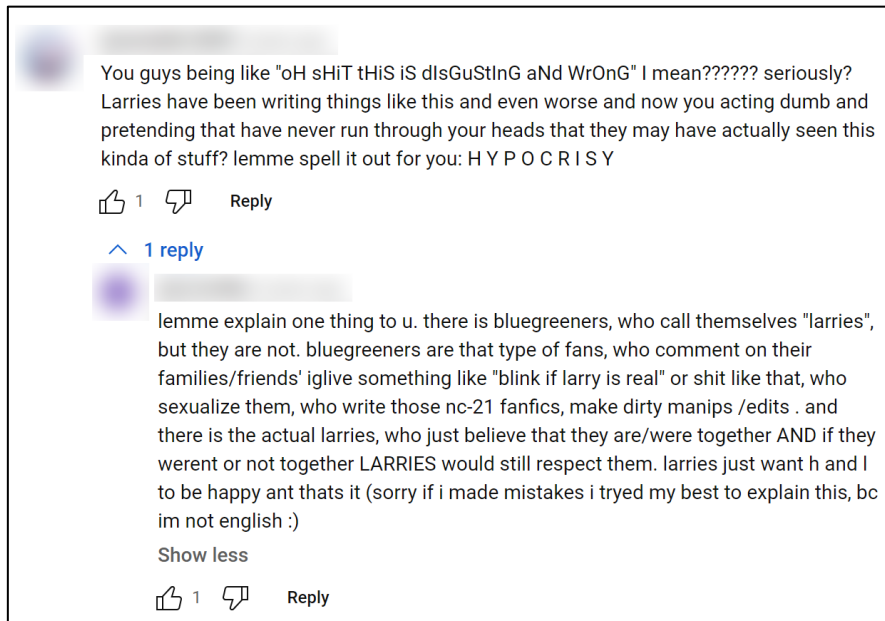 You guys being like "oH sHiT tHiS iS dIsGuStInG aNd WrOnG" I mean?????? seriously?
Larries have been writing things like this and even worse and now you acting dumb and
pretending that have never run through your heads that they may have actually seen this
kinda of stuff? lemme spell it out for you: H Y P O C R I S Y
1 Reply
1 reply
lemme explain one thing to u. there is bluegreeners, who call themselves "larries",
but they are not. bluegreeners are that type of fans, who comment on their
families/friends' iglive something like "blink if larry is real" or shit like that, who
sexualize them, who write those nc-21 fanfics, make dirty manips /edits . and
there is the actual larries, who just believe that they are/were together AND if they
werent or not together LARRIES would still respect them. larries just want h and l
to be happy ant thats it (sorry if i made mistakes i tryed my best to explain this, bc
im not english :)
Show less
1 Reply